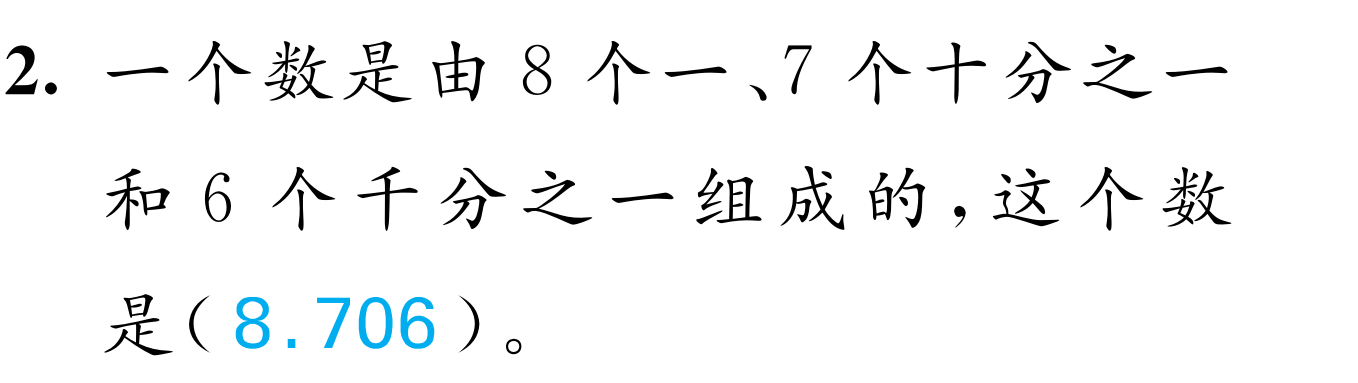 2. 一个数是由 8 个一、7 个十分之一
和 6 个千分之一组成的,这个数
是(8.706)。